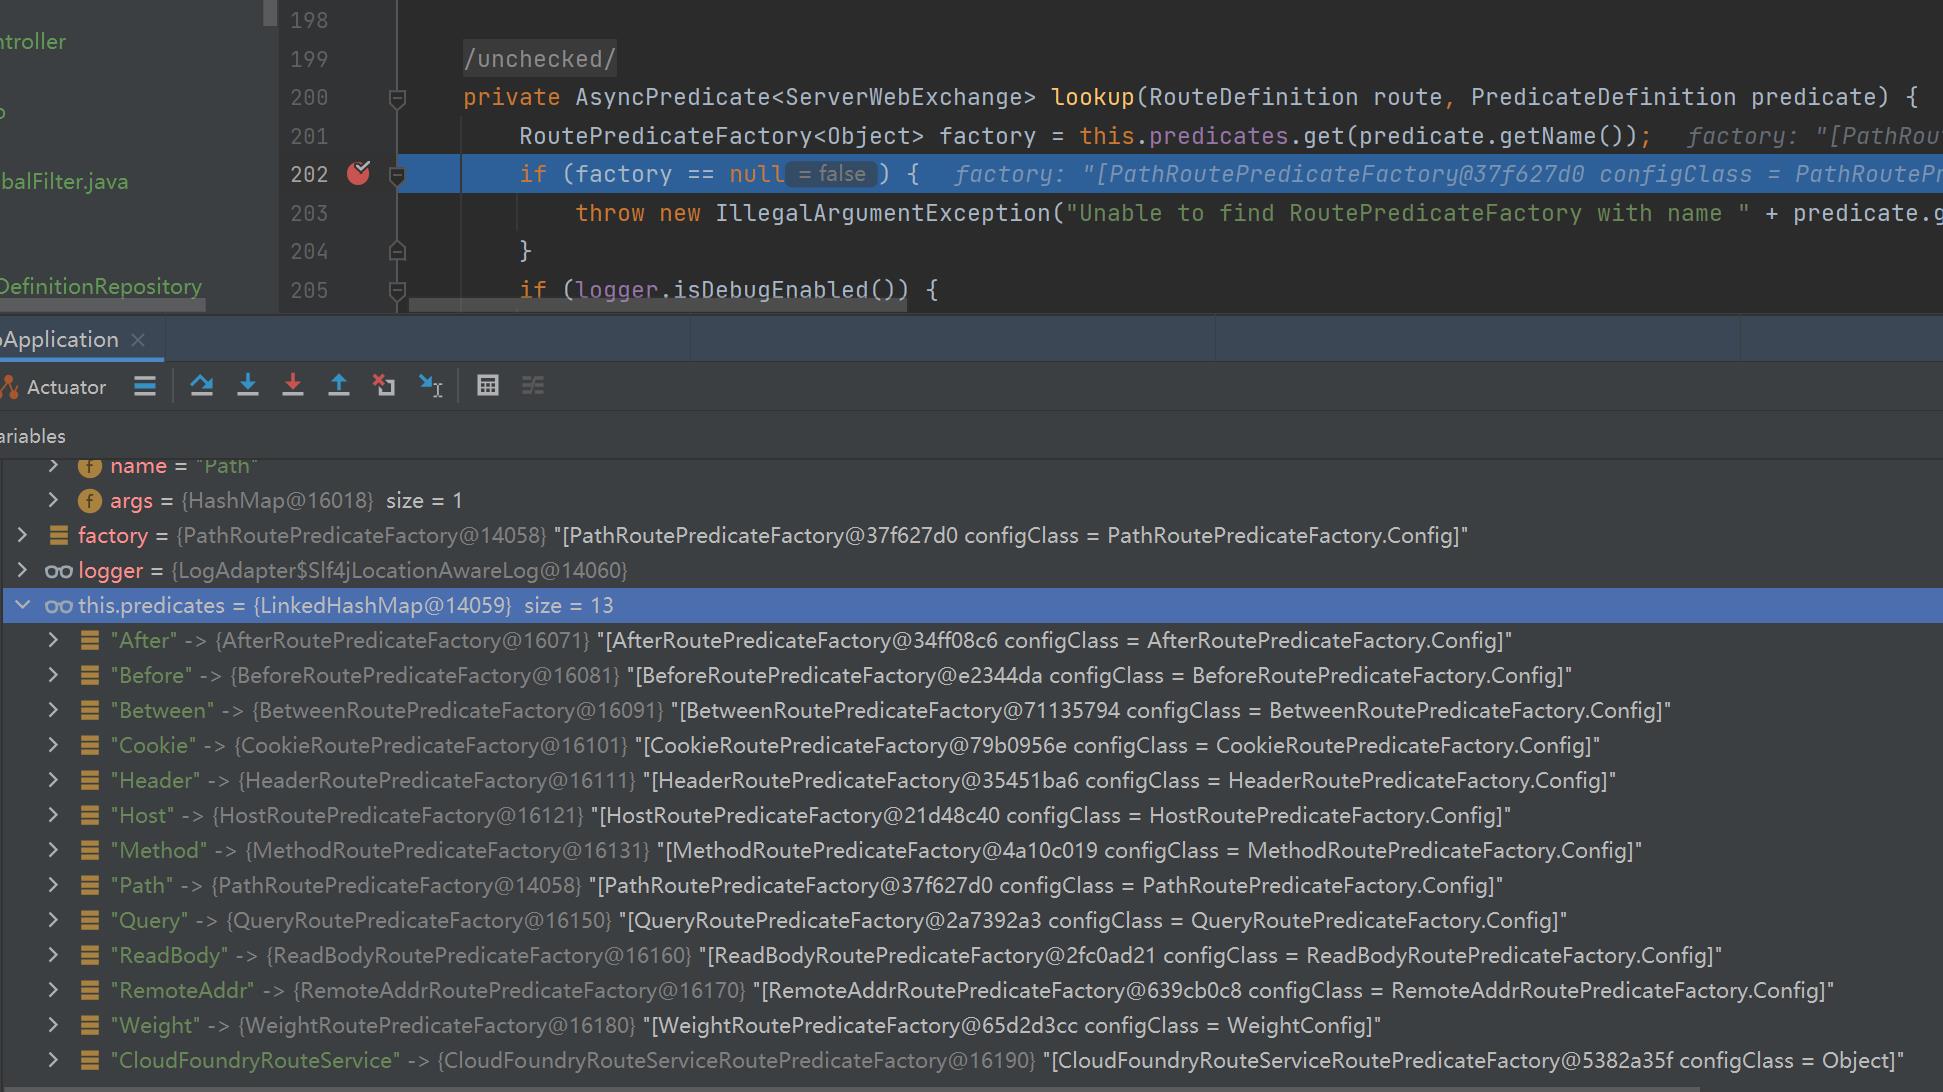 ntroller
balFilter.java
DefinitionRepository
198
199 /unchecked/
200 private AsyncPredicate<ServerWebExchange> lookup(RouteDefinition route, PredicateDefinition predicate) {
201 RoutePredicateFactory<Object> factory = this.predicates.get(predicate.getName()); factory: "[PathRou
202 if (factory == null = false ) { factory: "[PathRoutePredicateFactory@37f627d0 configClass = PathRoutePr
203 throw new IllegalArgumentException("Unable to find RoutePredicateFactory with name " + predicate.g
204 }
205 if (logger.isDebugEnabled()) {
oApplication
Actuator
ariables
name = "Path"
args = {HashMap@16018} size = 1
factory = {PathRoutePredicateFactory@14058} "[PathRoutePredicateFactory@37f627d0 configClass = PathRoutePredicateFactory.Config]"
logger = {LogAdapter$Slf4jLocationAwareLog@14060}
this.predicates = {LinkedHashMap@14059} size = 13
"After" -> {AfterRoutePredicateFactory@16071} "[AfterRoutePredicateFactory@34ff08c6 configClass = AfterRoutePredicateFactory.Config]"
"Before" -> {BeforeRoutePredicateFactory@16081} "[BeforeRoutePredicateFactory@e2344da configClass = BeforeRoutePredicateFactory.Config]"
"Between" -> {BetweenRoutePredicateFactory@16091} "[BetweenRoutePredicateFactory@71135794 configClass = BetweenRoutePredicateFactory.Config]"
"Cookie" -> {CookieRoutePredicateFactory@16101} "[CookieRoutePredicateFactory@79b0956e configClass = CookieRoutePredicateFactory.Config]"
"Header" -> {HeaderRoutePredicateFactory@16111} "[HeaderRoutePredicateFactory@35451ba6 configClass = HeaderRoutePredicateFactory.Config]"
"Host" -> {HostRoutePredicateFactory@16121} "[HostRoutePredicateFactory@21d48c40 configClass = HostRoutePredicateFactory.Config]"
"Method" -> {MethodRoutePredicateFactory@16131} "[MethodRoutePredicateFactory@4a10c019 configClass = MethodRoutePredicateFactory.Config]"
"Path" -> {PathRoutePredicateFactory@14058} "[PathRoutePredicateFactory@37f627d0 configClass = PathRoutePredicateFactory.Config]"
"Query" -> {QueryRoutePredicateFactory@16150} "[QueryRoutePredicateFactory@2a7392a3 configClass = QueryRoutePredicateFactory.Config]"
"ReadBody" -> {ReadBodyRoutePredicateFactory@16160} "[ReadBodyRoutePredicateFactory@2fc0ad21 configClass = ReadBodyRoutePredicateFactory.Config]"
"RemoteAddr" -> {RemoteAddrRoutePredicateFactory@16170} "[RemoteAddrRoutePredicateFactory@639cb0c8 configClass = RemoteAddrRoutePredicateFactory.Config]"
"Weight" -> {WeightRoutePredicateFactory@16180} "[WeightRoutePredicateFactory@65d2d3cc configClass = WeightConfig]"
"CloudFoundryRouteService" -> {CloudFoundryRouteServiceRoutePredicateFactory@16190} "[CloudFoundryRouteServiceRoutePredicateFactory@5382a35f configClass = Object]"